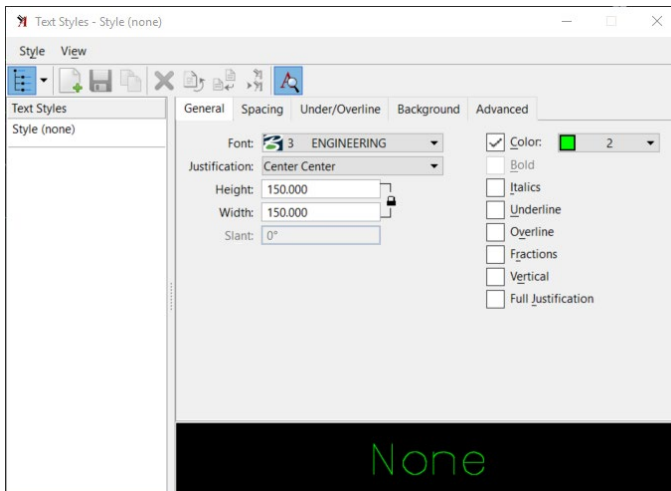 Text Styles - Style (none)
Style View
Text Styles
Style (none)
General Spacing Under/Overline Background Advanced
Font: 3 ENGINEERING
Justification: Center Center
Height: 150.000
Width: 150.000
Slant: 0°
Color: 2
Bold
Italics
Underline
Overline
Fractions
Vertical
Full Justification
None